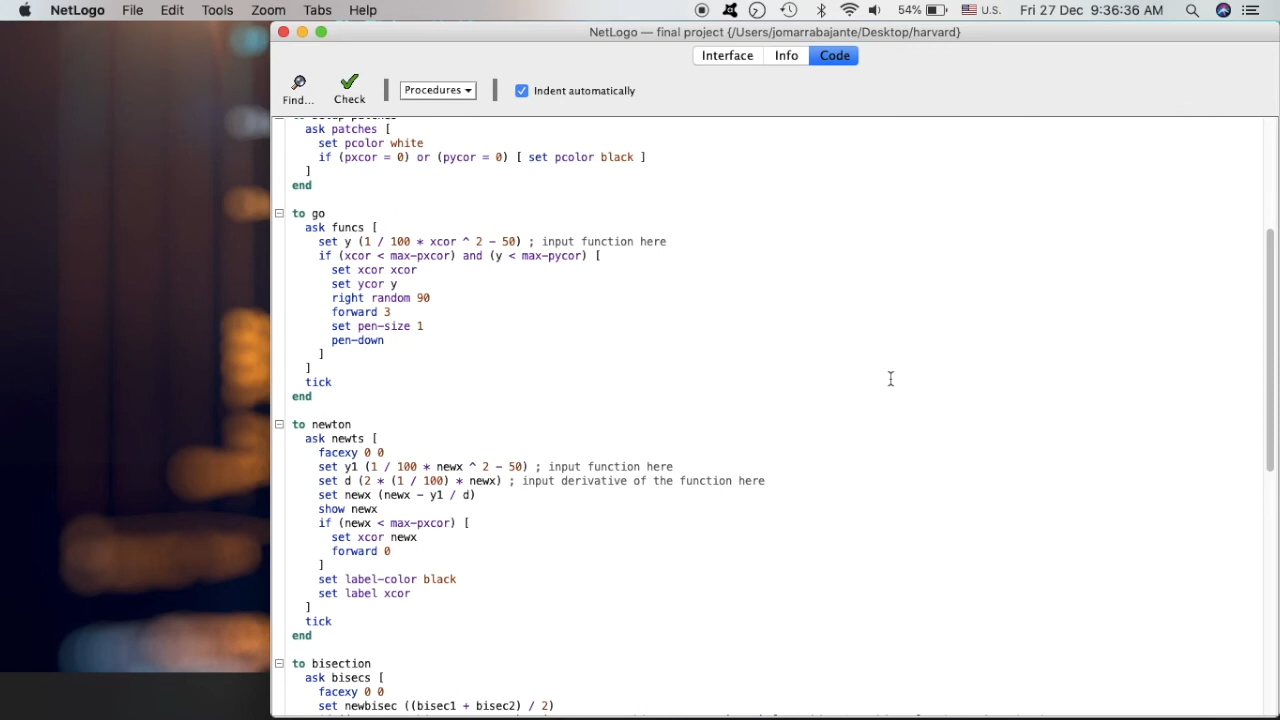 NetLogo File Edit Tools Zoom Tabs Help 54% U.S. Fri 27 Dec 9:36:36 AM
NetLogo — final project {/Users/jomarrabajante/Desktop/harvard}
Interface Info Code
Find... Check Procedures Indent automatically
to setup-patches
ask patches [
set pcolor white
if (pxcor = 0) or (pycor = 0) [ set pcolor black ]
]
end
to go
ask funcs [
set y (1 / 100 * xcor ^ 2 - 50) ; input function here
if (xcor < max-pxcor) and (y < max-pycor) [
set xcor xcor
set ycor y
right random 90
forward 3
set pen-size 1
pen-down
]
]
tick
end
to newton
ask newts [
facexy 0 0
set y1 (1 / 100 * newx ^ 2 - 50) ; input function here
set d (2 * (1 / 100) * newx) ; input derivative of the function here
set newx (newx - y1 / d)
show newx
if (newx < max-pxcor) [
set xcor newx
forward 0
]
set label-color black
set label xcor
]
tick
end
to bisection
ask bisecs [
facexy 0 0
set newbisec ((bisec1 + bisec2) / 2)